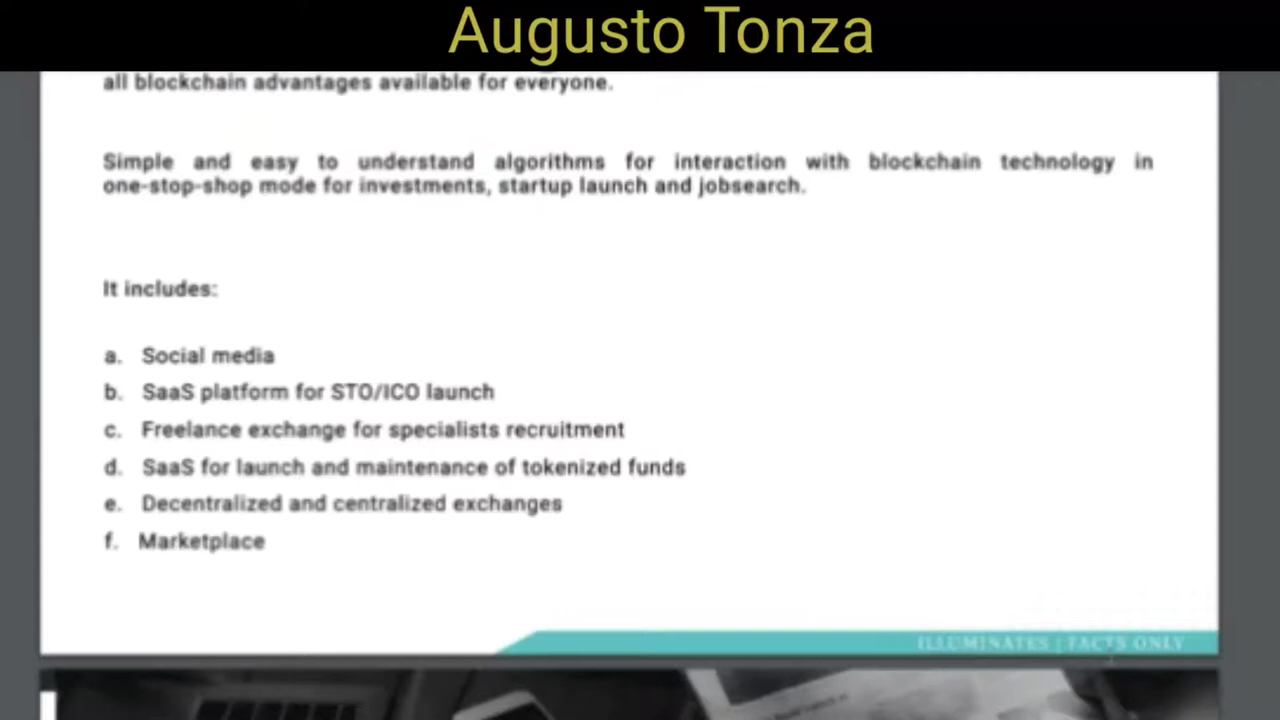 Augusto Tonza
all blockchain advantages available for everyone.
Simple and easy to understand algorithms for interaction with blockchain technology in
one-stop-shop mode for investments, startup launch and jobsearch.
It includes:
a. Social media
b. SaaS platform for STO/ICO launch
c. Freelance exchange for specialists recruitment
d. SaaS for launch and maintenance of tokenized funds
e. Decentralized and centralized exchanges
f. Marketplace
ILLUMINATES | FACTS ONLY